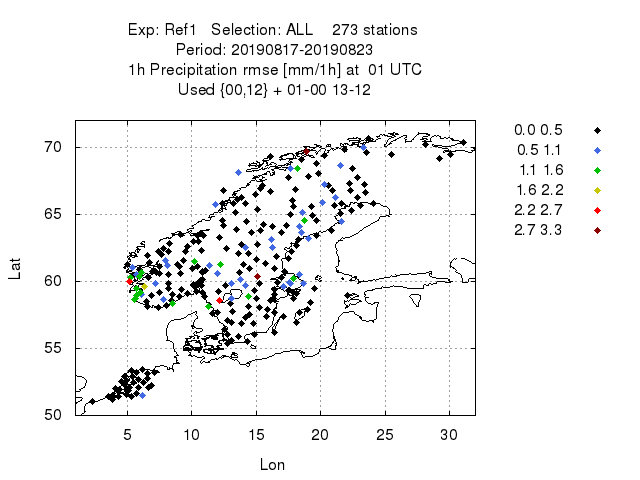 Exp: Ref1 Selection: ALL 273 stations
Period: 20190817-20190823
1h Precipitation rmse [mm/1h] at 01 UTC
Used {00,12} + 01-00 13-12
0.0 0.5
0.5 1.1
1.1 1.6
1.6 2.2
2.2 2.7
2.7 3.3
70
65
60
55
50
Lat
5 10 15 20 25 30
Lon